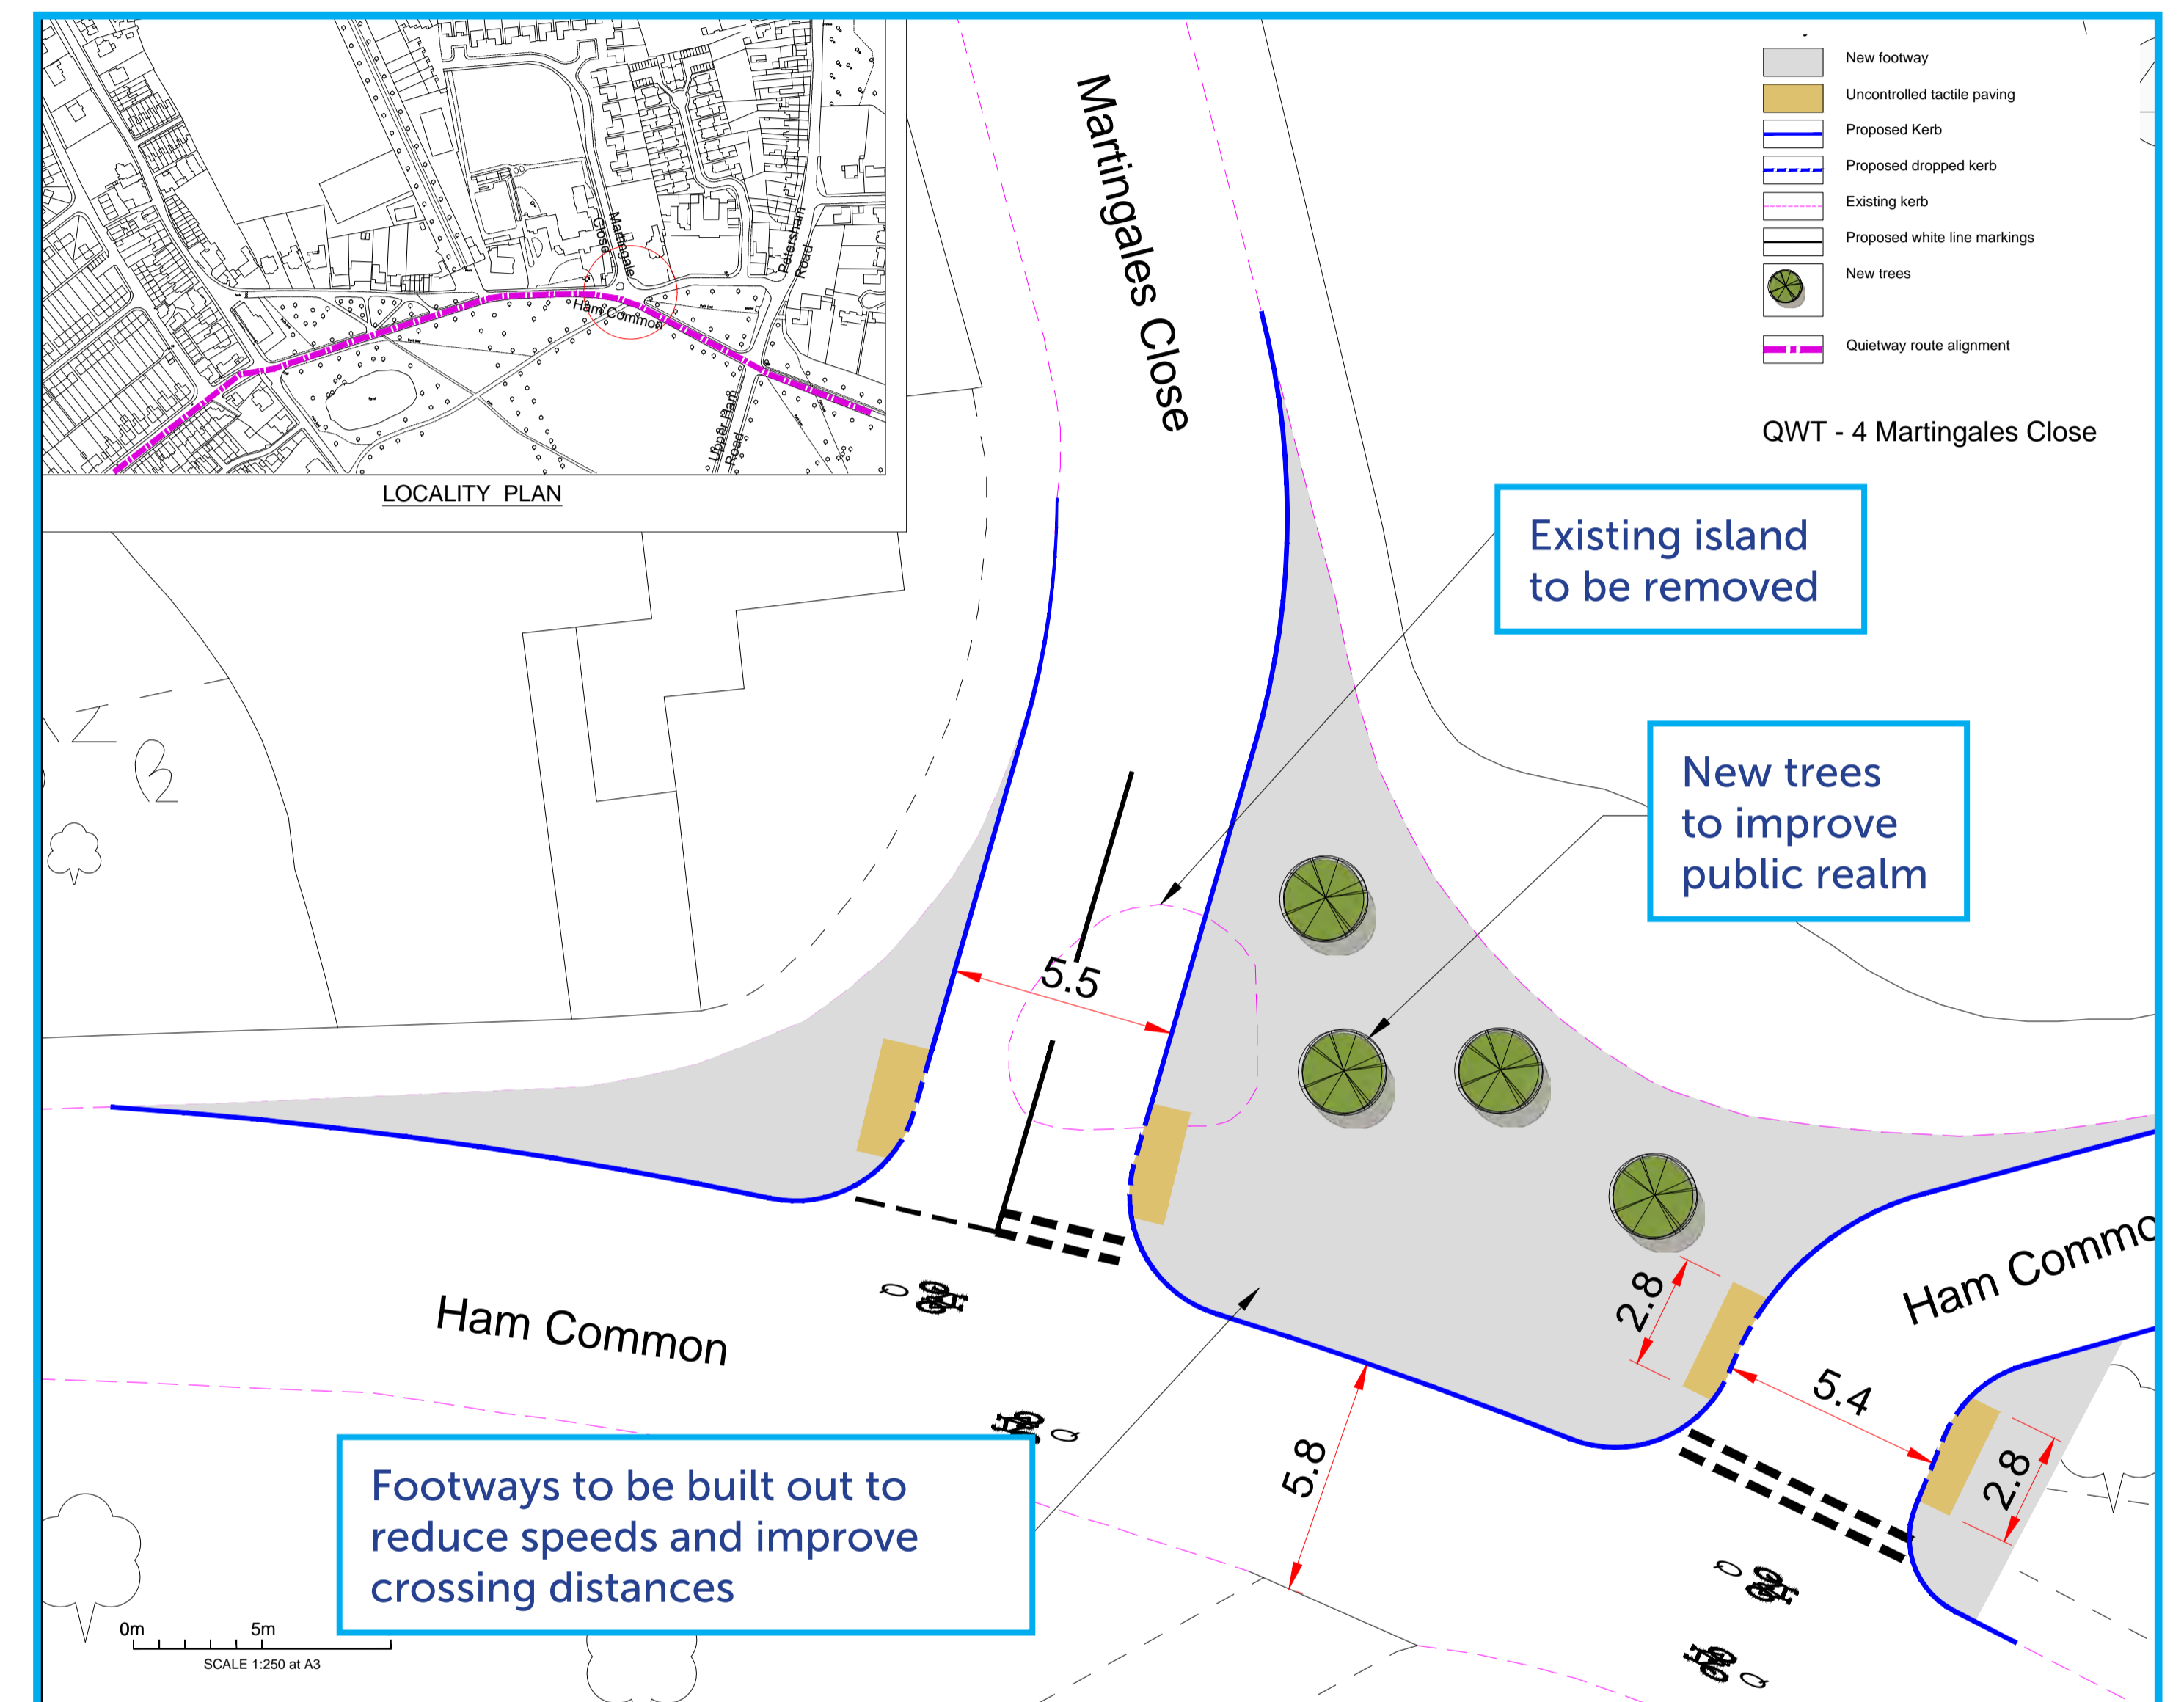 Martingale
Close
Ham Common
Petersham
Road
Upper Ham
Road
LOCALITY PLAN
New footway
Uncontrolled tactile paving
Proposed Kerb
Proposed dropped kerb
Existing kerb
Proposed white line markings
New trees
Quietway route alignment
QWT - 4 Martingales Close
Martingales Close
Existing island
to be removed
New trees
to improve
public realm
5.5
2.8
Ham Commo
5.4
2.8
5.8
Ham Common
Footways to be built out to
reduce speeds and improve
crossing distances
0m 5m
SCALE 1:250 at A3